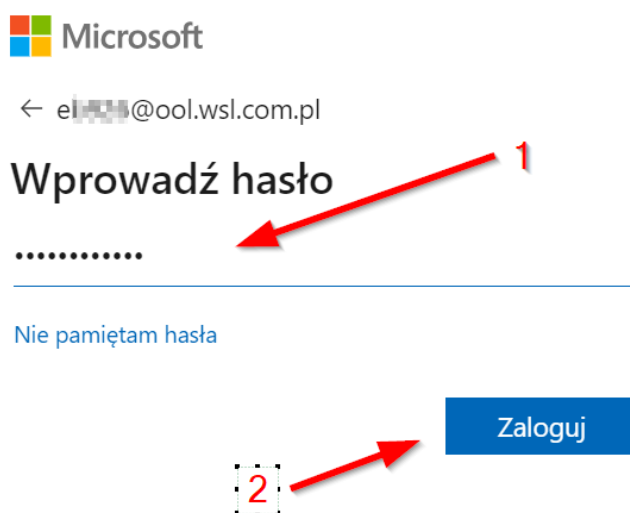 Microsoft
← @ool.wsl.com.pl
Wprowadź hasło
1
••••••••••••
Nie pamiętam hasła
Zaloguj
2